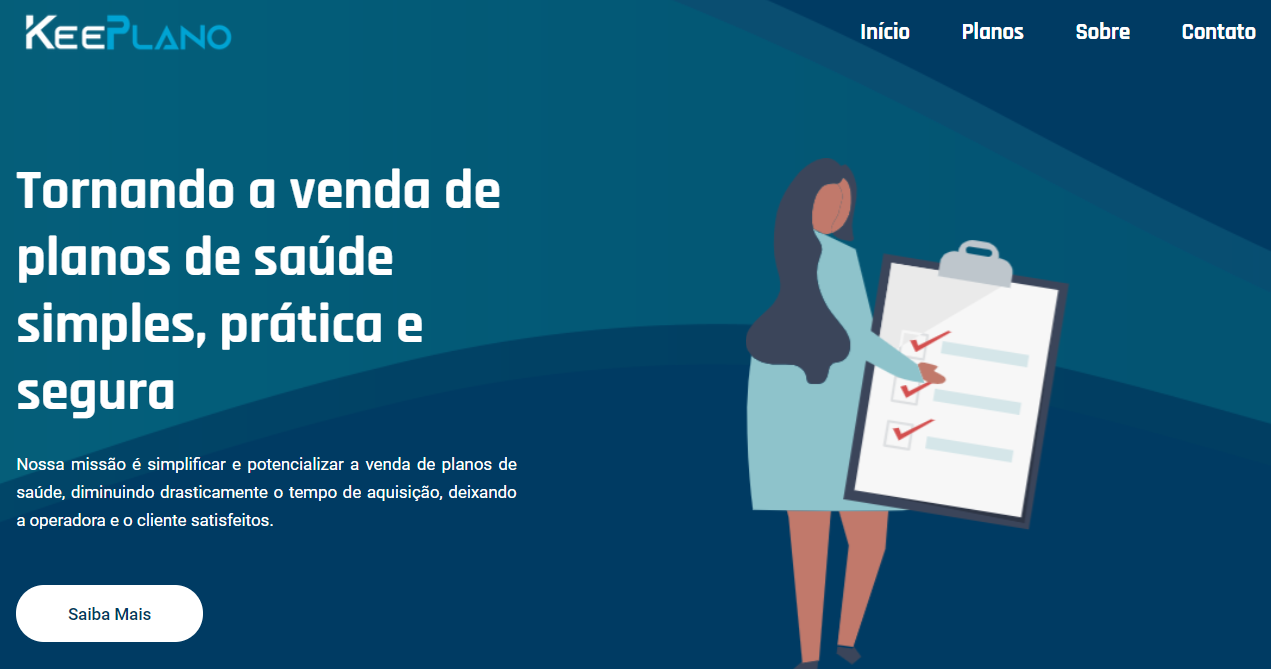 KEEPLANO
Início Planos Sobre Contato
Tornando a venda de
planos de saúde
simples, prática e
segura
Nossa missão é simplificar e potencializar a venda de planos de
saúde, diminuindo drasticamente o tempo de aquisição, deixando
a operadora e o cliente satisfeitos.
Saiba Mais